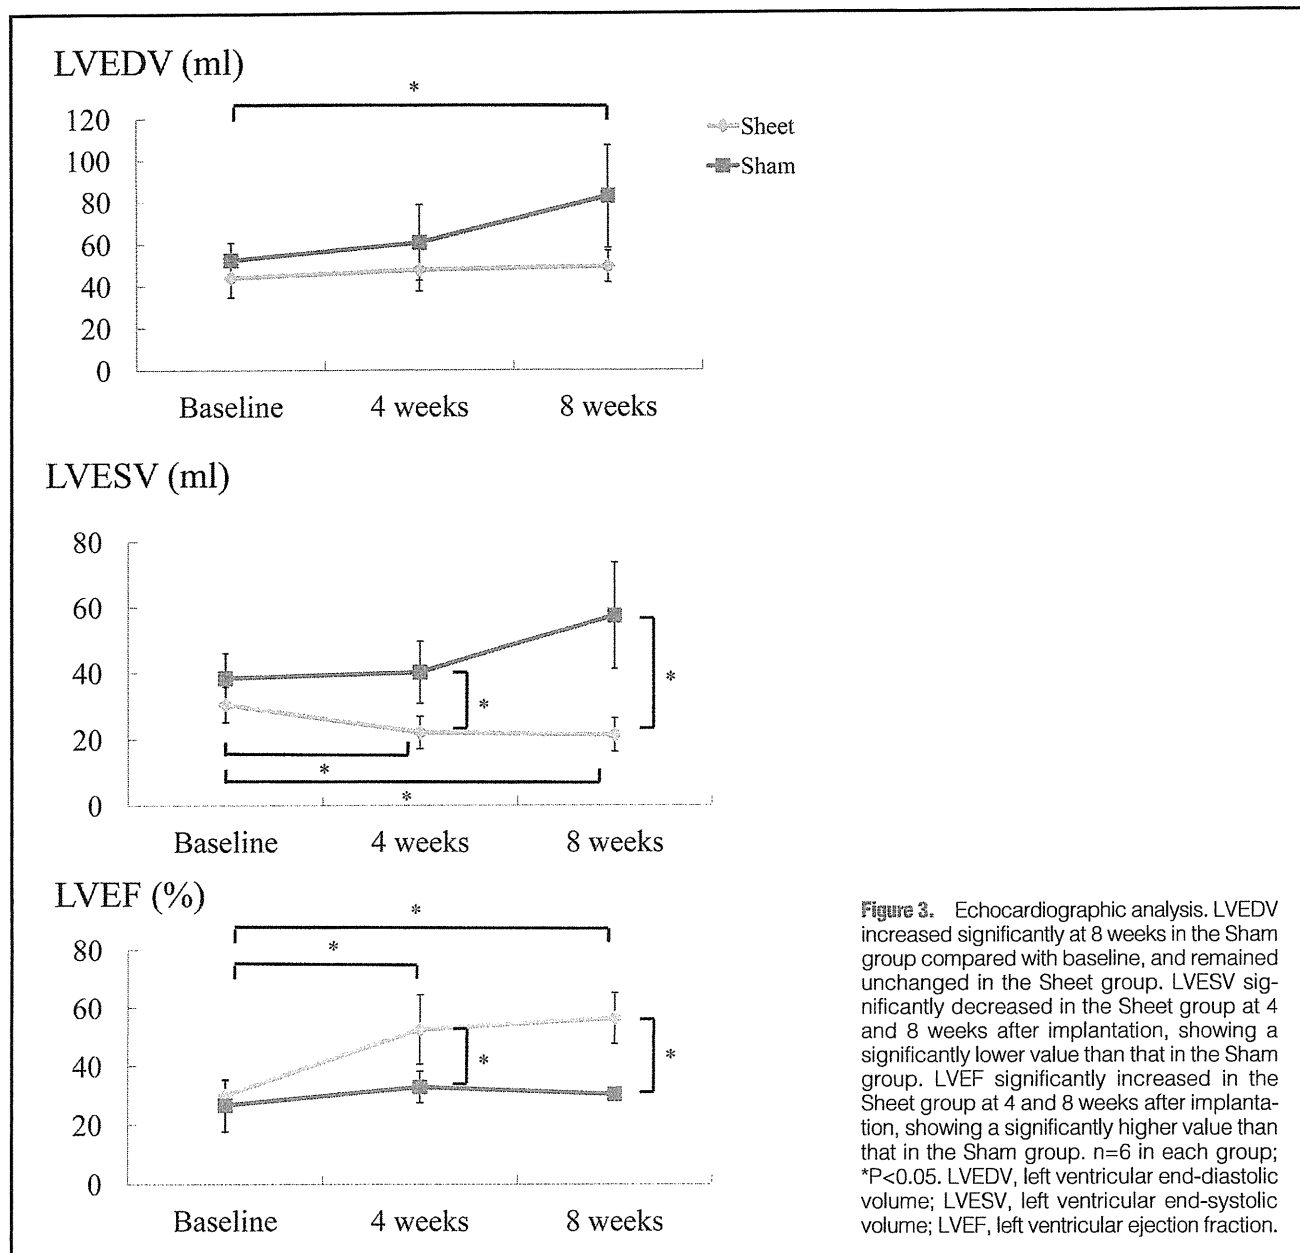 LVEDV (ml)
*
120
100
80
60
40
20
0
Sheet
Sham
Baseline 4 weeks 8 weeks
LVESV (ml)
80
60
40
20
0
*
*
*
*
Baseline 4 weeks 8 weeks
LVEF (%)
*
*
80
60
40
20
0
*
*
Baseline 4 weeks 8 weeks
Figure 3. Echocardiographic analysis. LVEDV
increased significantly at 8 weeks in the Sham
group compared with baseline, and remained
unchanged in the Sheet group. LVESV sig-
nificantly decreased in the Sheet group at 4
and 8 weeks after implantation, showing a
significantly lower value than that in the Sham
group. LVEF significantly increased in the
Sheet group at 4 and 8 weeks after implanta-
tion, showing a significantly higher value than
that in the Sham group. n=6 in each group;
*P<0.05. LVEDV, left ventricular end-diastolic
volume; LVESV, left ventricular end-systolic
volume; LVEF, left ventricular ejection fraction.